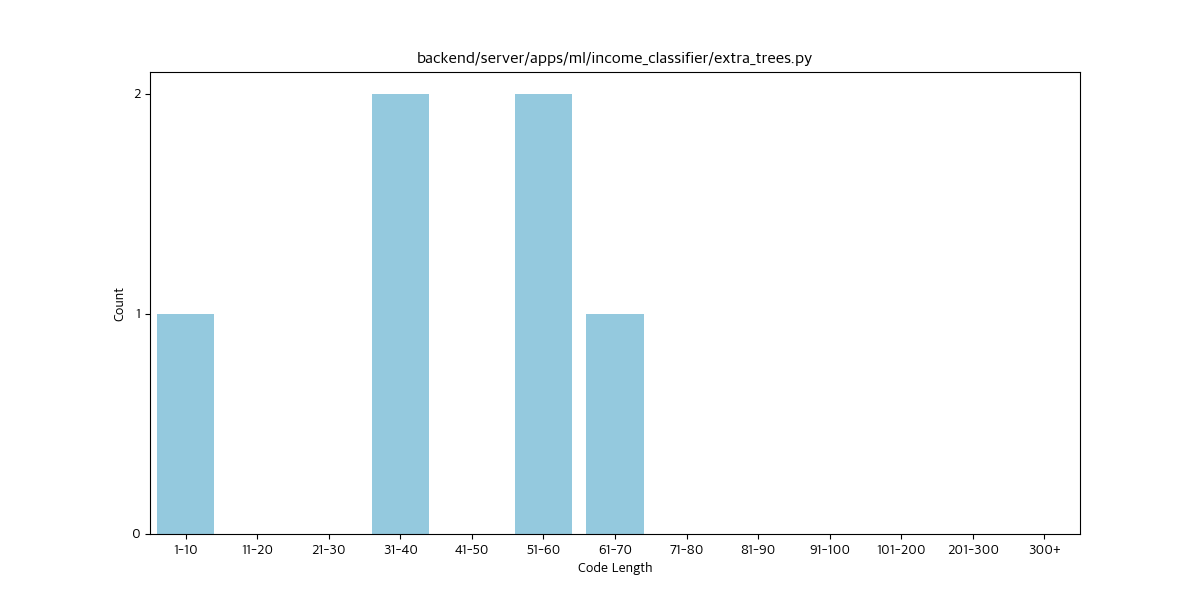 backend/server/apps/ml/income_classifier/extra_trees.py
2
1
0
Count
1-10 11-20 21-30 31-40 41-50 51-60 61-70 71-80 81-90 91-100 101-200 201-300 300+
Code Length